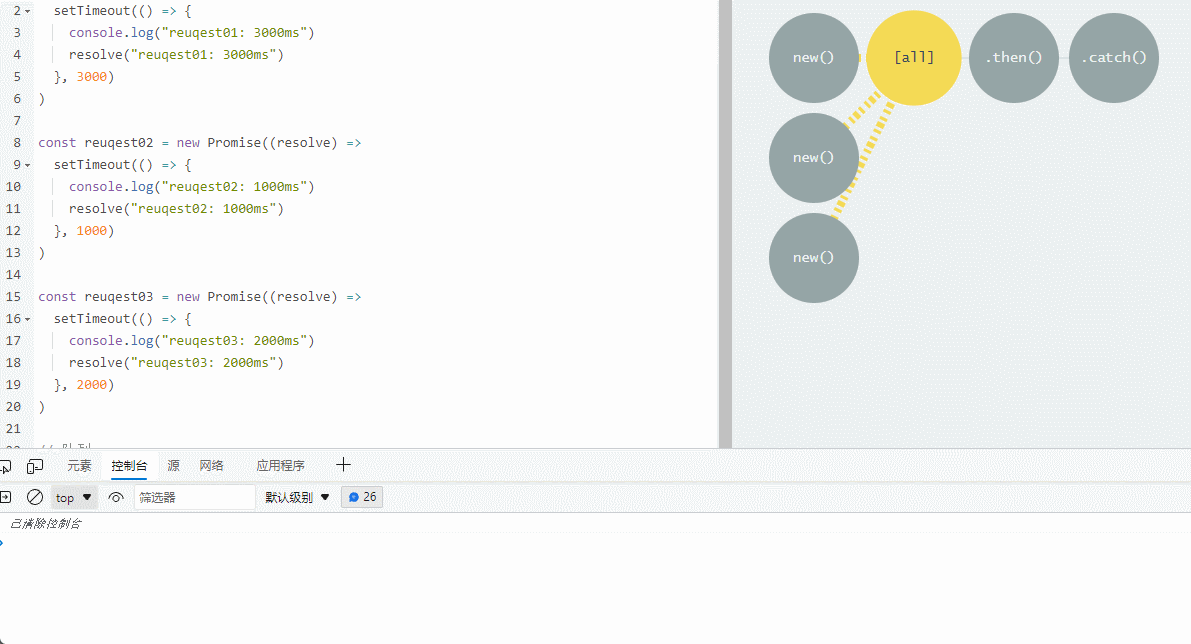 2 setTimeout(() => {
3 console.log("reuqest01: 3000ms")
4 resolve("reuqest01: 3000ms")
5 }, 3000)
6 )
7
8 const reuqest02 = new Promise((resolve) =>
9 setTimeout(() => {
10 console.log("reuqest02: 1000ms")
11 resolve("reuqest02: 1000ms")
12 }, 1000)
13 )
14
15 const reuqest03 = new Promise((resolve) =>
16 setTimeout(() => {
17 console.log("reuqest03: 2000ms")
18 resolve("reuqest03: 2000ms")
19 }, 2000)
20 )
21
new() [all] .then() .catch()
new()
new()
元素 控制台 源 网络 应用程序
top 筛选器 默认级别 26
已清除控制台